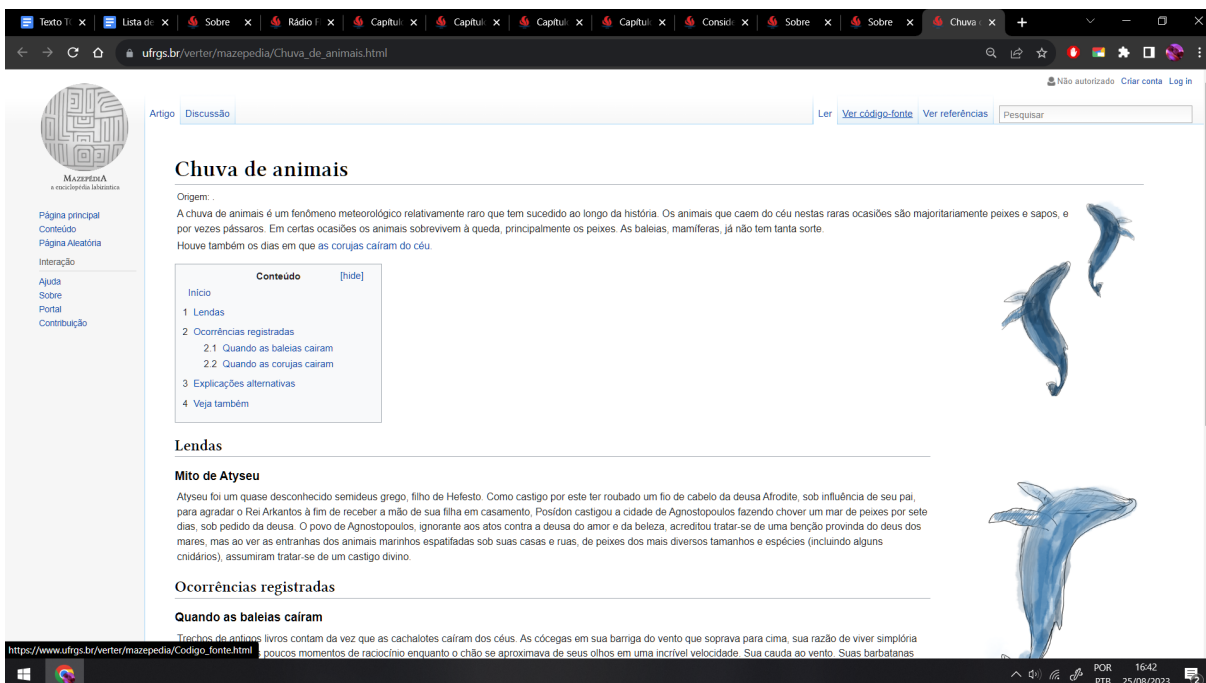 Texto TC
Lista de
Sobre
Rádio F
Capítulo
Capítulo
Capítulo
Capítulo
Conside
Sobre
Sobre
Chuva
ufrgs.br/verter/mazepedia/Chuva_de_animais.html
Não autorizado Criar conta Log in
Artigo Discussão
Ler Ver código-fonte Ver referências Pesquisar
MAZEPÉDIA
a enciclopédia labiríntica
Página principal
Conteúdo
Página Aleatória
Interação
Ajuda
Sobre
Portal
Contribuição
Chuva de animais
Origem: .
A chuva de animais é um fenômeno meteorológico relativamente raro que tem sucedido ao longo da história. Os animais que caem do céu nestas raras ocasiões são majoritariamente peixes e sapos, e
por vezes pássaros. Em certas ocasiões os animais sobrevivem à queda, principalmente os peixes. As baleias, mamíferas, já não tem tanta sorte.
Houve também os dias em que as corujas caíram do céu.
Conteúdo [hide]
Início
1 Lendas
2 Ocorrências registradas
2.1 Quando as baleias cairam
2.2 Quando as corujas cairam
3 Explicações alternativas
4 Veja também
Lendas
Mito de Atyseu
Atyseu foi um quase desconhecido semideus grego, filho de Hefesto. Como castigo por este ter roubado um fio de cabelo da deusa Afrodite, sob influência de seu pai,
para agradar o Rei Arkantos à fim de receber a mão de sua filha em casamento, Posídon castigou a cidade de Agnostopoulos fazendo chover um mar de peixes por sete
dias, sob pedido da deusa. O povo de Agnostopoulos, ignorante aos atos contra a deusa do amor e da beleza, acreditou tratar-se de uma benção provinda do deus dos
mares, mas ao ver as entranhas dos animais marinhos espatifadas sob suas casas e ruas, de peixes dos mais diversos tamanhos e espécies (incluindo alguns
cnidários), assumiram tratar-se de um castigo divino.
Ocorrências registradas
Quando as baleias caíram
Trechos de antigos livros contam da vez que as cachalotes caíram dos céus. As cócegas em sua barriga do vento que soprava para cima, sua razão de viver simplória
poucos momentos de raciocínio enquanto o chão se aproximava de seus olhos em uma incrível velocidade. Sua cauda ao vento. Suas barbatanas
https://www.ufrgs.br/verter/mazepedia/Codigo_fonte.html
POR
PTB
16:42
25/08/2023
2